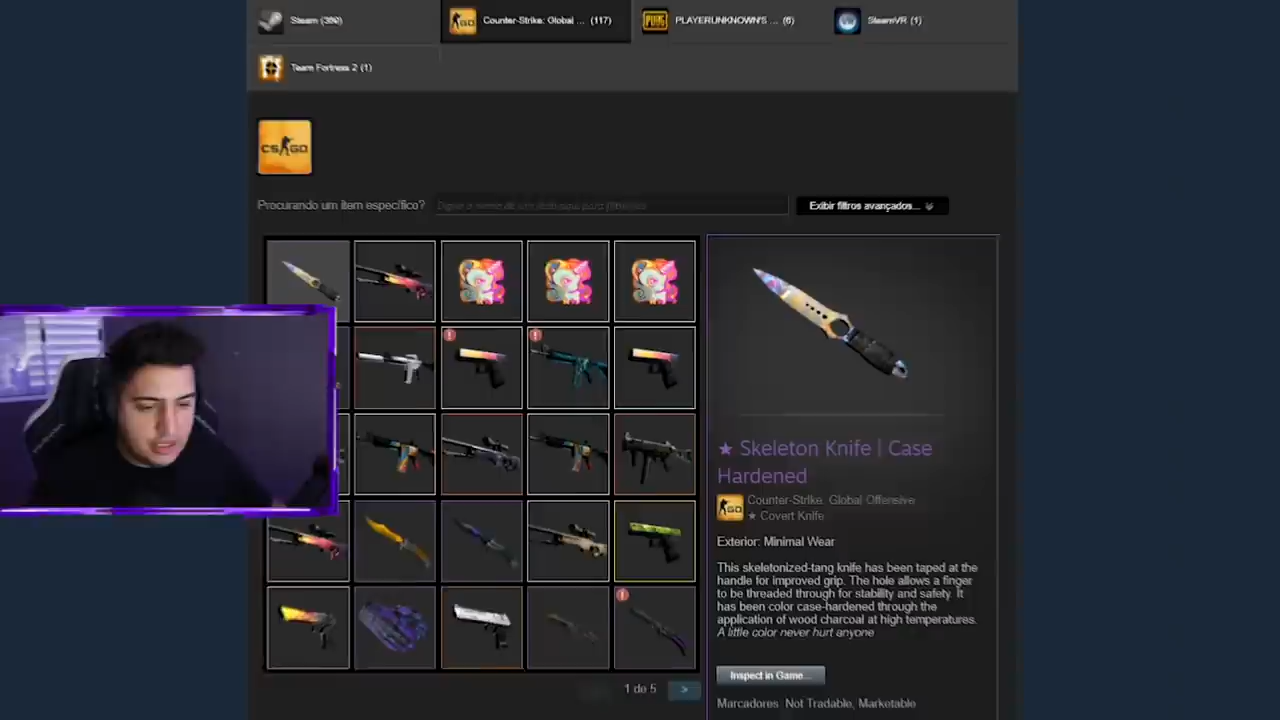 Steam (390)
Counter-Strike: Global ... (117)
PLAYERUNKNOWN'S ... (6)
SteamVR (1)
Team Fortress 2 (1)
CS GO
Procurando um item específico?
Exibir filtros avançados...
★ Skeleton Knife | Case
Hardened
Counter-Strike: Global Offensive
★ Covert Knife
Exterior: Minimal Wear
This skeletonized-tang knife has been taped at the
handle for improved grip. The hole allows a finger
to be threaded through for stability and safety. It
has been color case-hardened through the
application of wood charcoal at high temperatures.
A little color never hurt anyone
Inspect in Game...
1 de 5 >
Marcadores: Not Tradable, Marketable